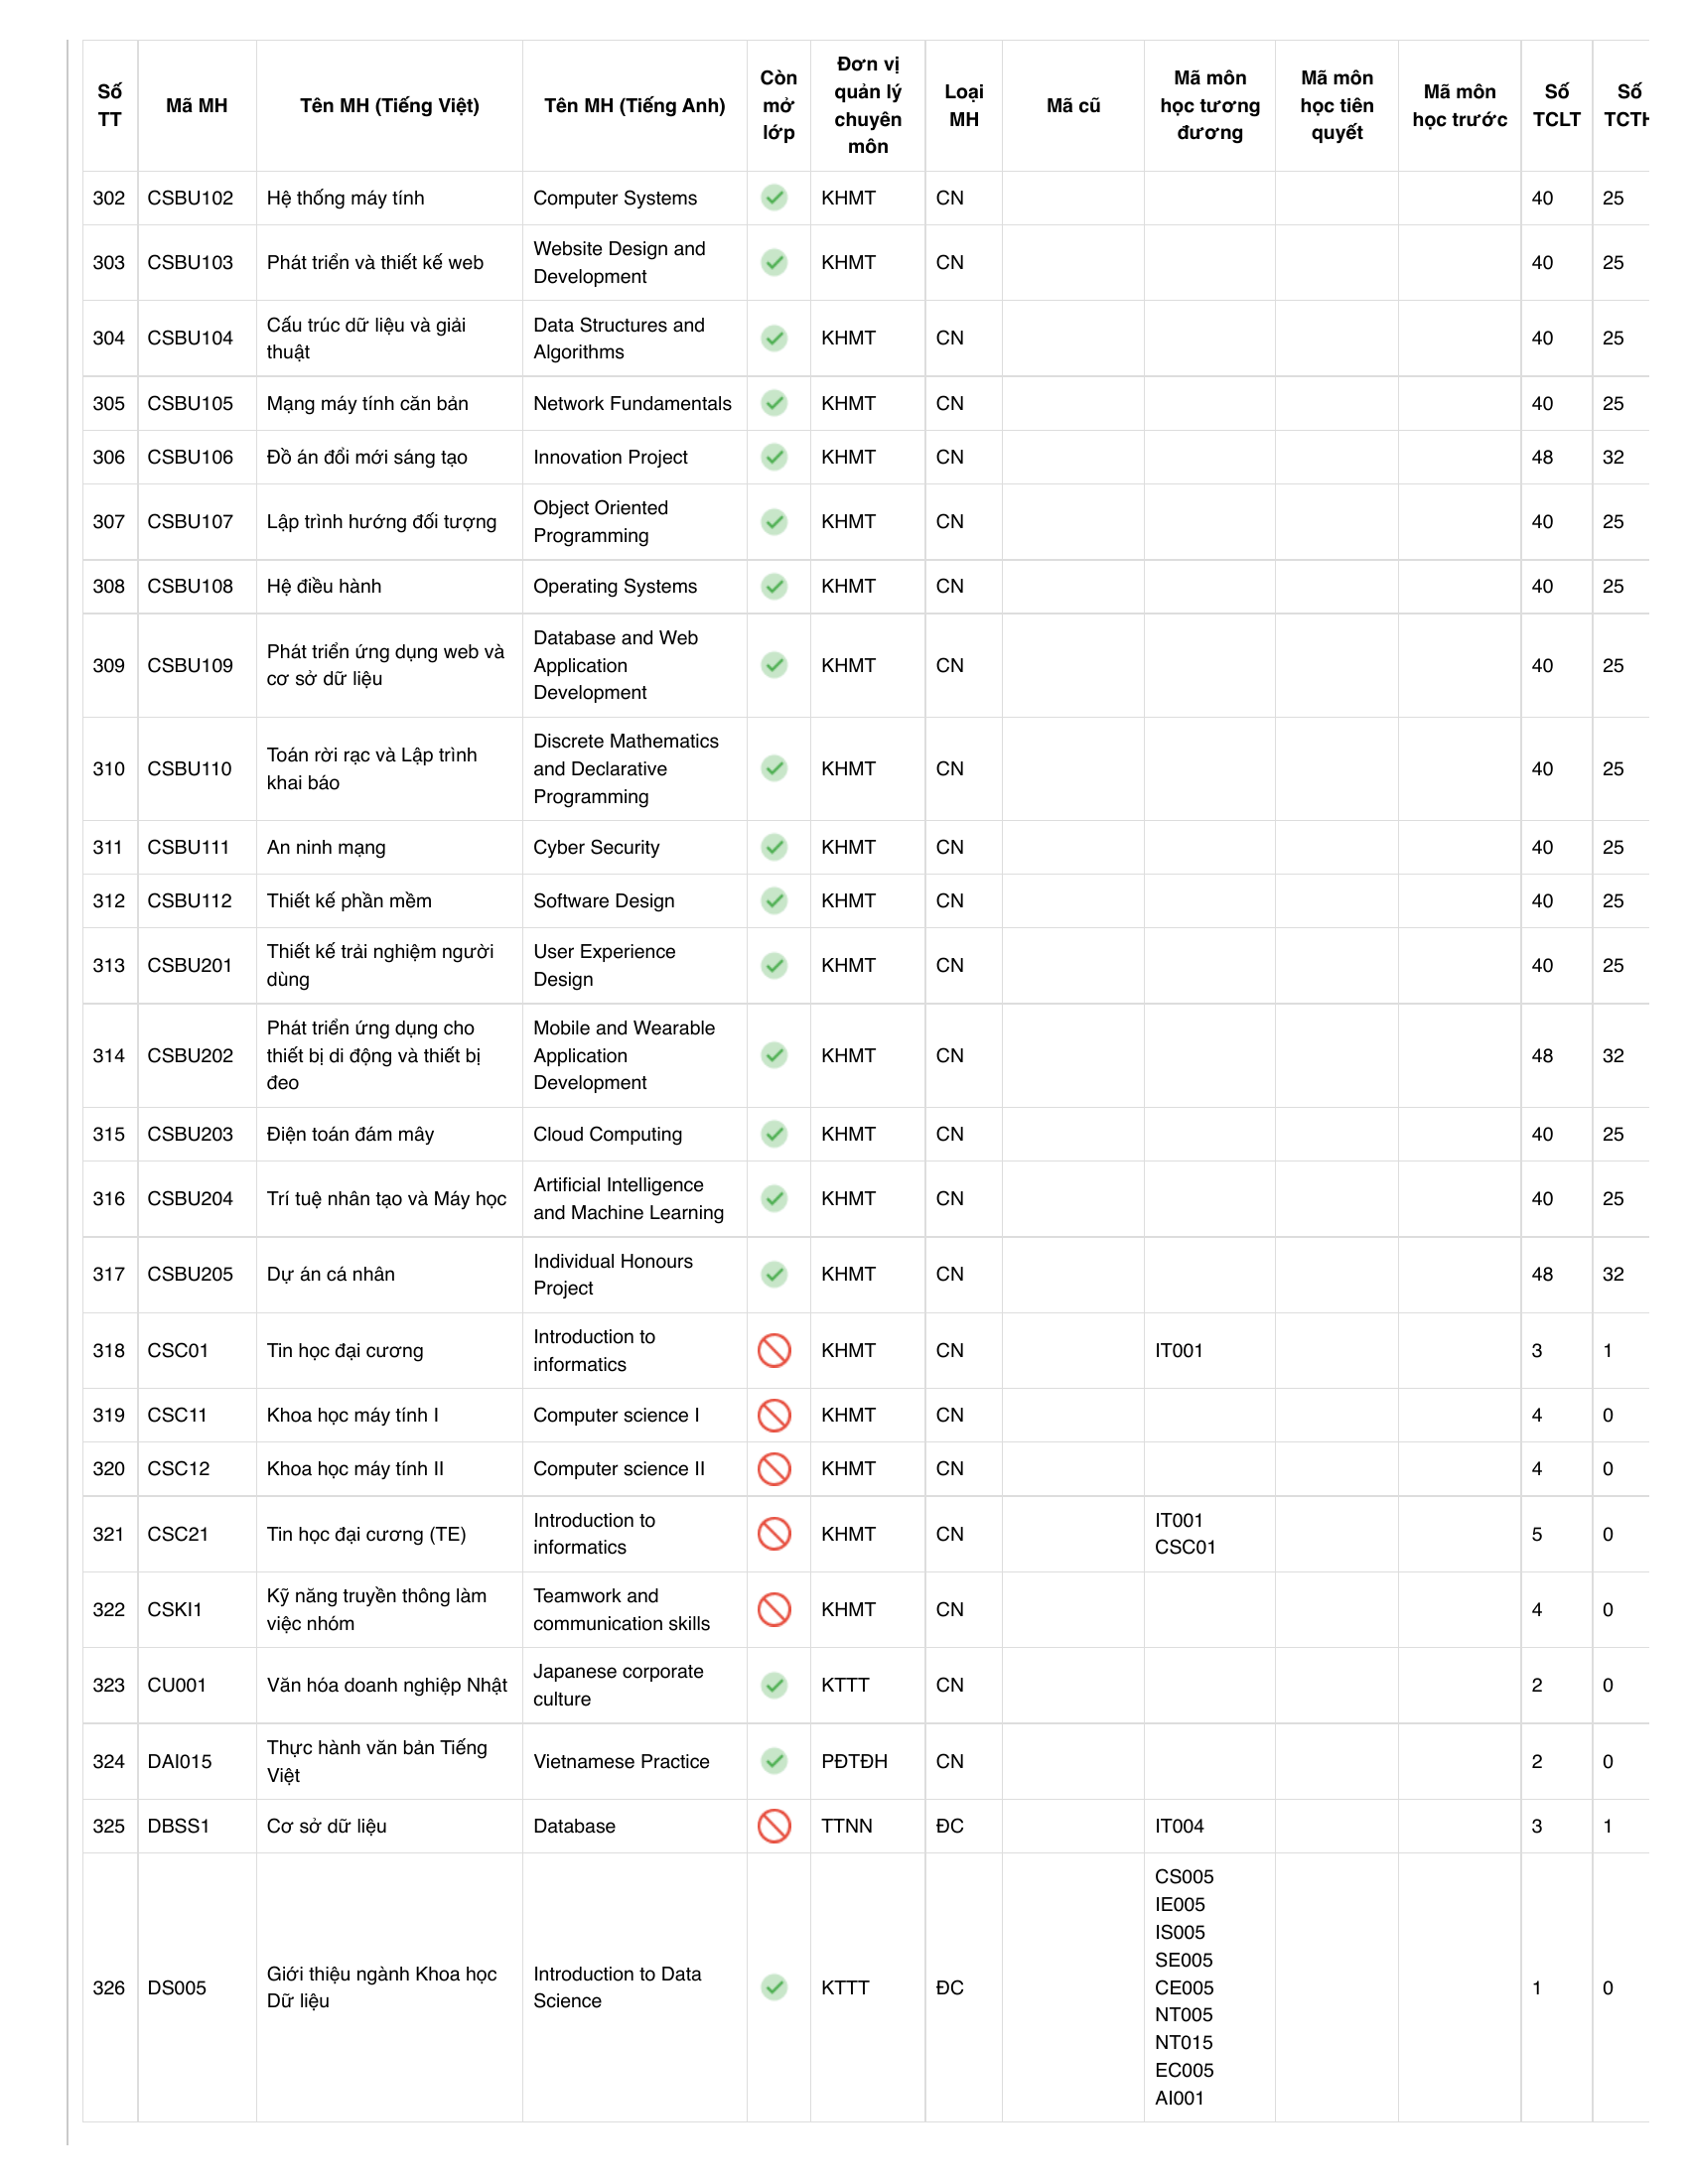 Số TT | Mã MH | Tên MH (Tiếng Việt) | Tên MH (Tiếng Anh) | Còn mở lớp | Đơn vị quản lý chuyên môn | Loại MH | Mã cũ | Mã môn học tương đương | Mã môn học tiên quyết | Mã môn học trước | Số TCLT | Số TCTH
302 CSBU102 Hệ thống máy tính Computer Systems KHMT CN 40 25
303 CSBU103 Phát triển và thiết kế web Website Design and Development KHMT CN 40 25
304 CSBU104 Cấu trúc dữ liệu và giải thuật Data Structures and Algorithms KHMT CN 40 25
305 CSBU105 Mạng máy tính căn bản Network Fundamentals KHMT CN 40 25
306 CSBU106 Đồ án đổi mới sáng tạo Innovation Project KHMT CN 48 32
307 CSBU107 Lập trình hướng đối tượng Object Oriented Programming KHMT CN 40 25
308 CSBU108 Hệ điều hành Operating Systems KHMT CN 40 25
309 CSBU109 Phát triển ứng dụng web và cơ sở dữ liệu Database and Web Application Development KHMT CN 40 25
310 CSBU110 Toán rời rạc và Lập trình khai báo Discrete Mathematics and Declarative Programming KHMT CN 40 25
311 CSBU111 An ninh mạng Cyber Security KHMT CN 40 25
312 CSBU112 Thiết kế phần mềm Software Design KHMT CN 40 25
313 CSBU201 Thiết kế trải nghiệm người dùng User Experience Design KHMT CN 40 25
314 CSBU202 Phát triển ứng dụng cho thiết bị di động và thiết bị đeo Mobile and Wearable Application Development KHMT CN 48 32
315 CSBU203 Điện toán đám mây Cloud Computing KHMT CN 40 25
316 CSBU204 Trí tuệ nhân tạo và Máy học Artificial Intelligence and Machine Learning KHMT CN 40 25
317 CSBU205 Dự án cá nhân Individual Honours Project KHMT CN 48 32
318 CSC01 Tin học đại cương Introduction to informatics KHMT CN IT001 3 1
319 CSC11 Khoa học máy tính I Computer science I KHMT CN 4 0
320 CSC12 Khoa học máy tính II Computer science II KHMT CN 4 0
321 CSC21 Tin học đại cương (TE) Introduction to informatics KHMT CN IT001 CSC01 5 0
322 CSKI1 Kỹ năng truyền thông làm việc nhóm Teamwork and communication skills KHMT CN 4 0
323 CU001 Văn hóa doanh nghiệp Nhật Japanese corporate culture KTTT CN 2 0
324 DAI015 Thực hành văn bản Tiếng Việt Vietnamese Practice PĐTĐH CN 2 0
325 DBSS1 Cơ sở dữ liệu Database TTNN ĐC IT004 3 1
326 DS005 Giới thiệu ngành Khoa học Dữ liệu Introduction to Data Science KTTT ĐC CS005 IE005 IS005 SE005 CE005 NT005 NT015 EC005 AI001 1 0